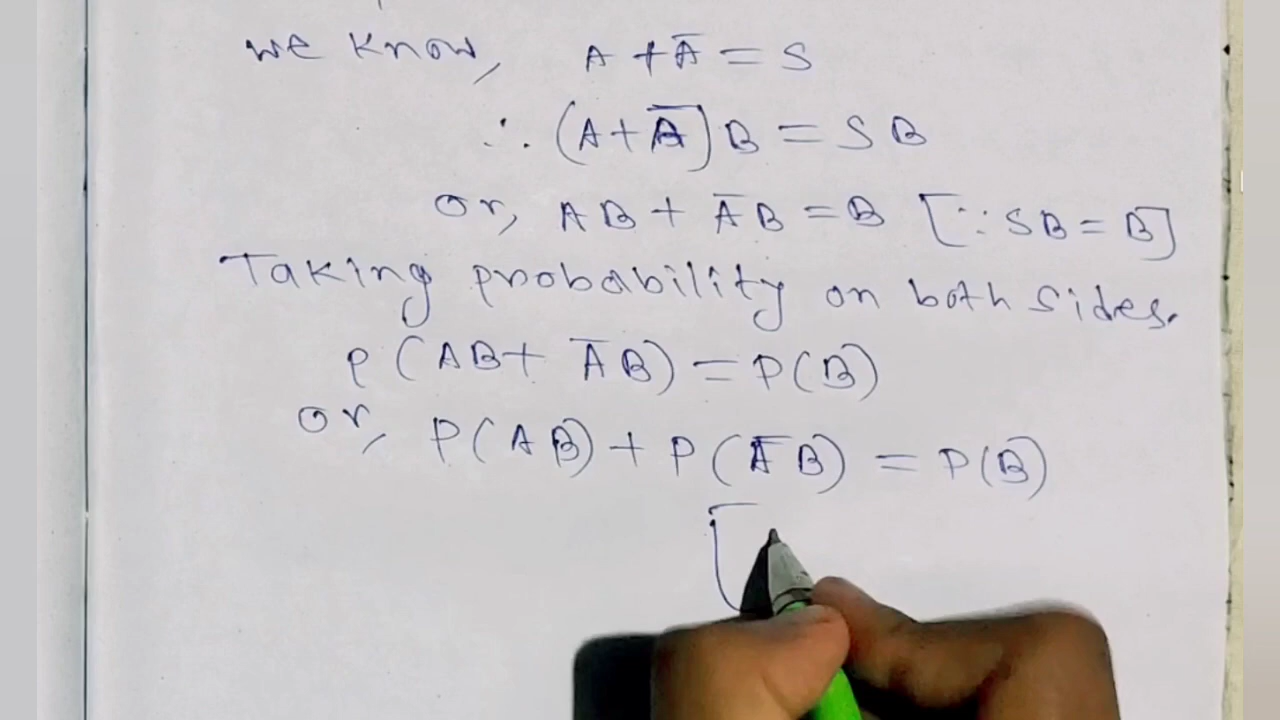 we know, A + Ā = S
∴ (A + Ā) B = S B
or, AB + ĀB = B [∵ SB = B]
Taking probability on both sides.
P (AB + ĀB) = P(B)
or, P(AB) + P(ĀB) = P(B)
[